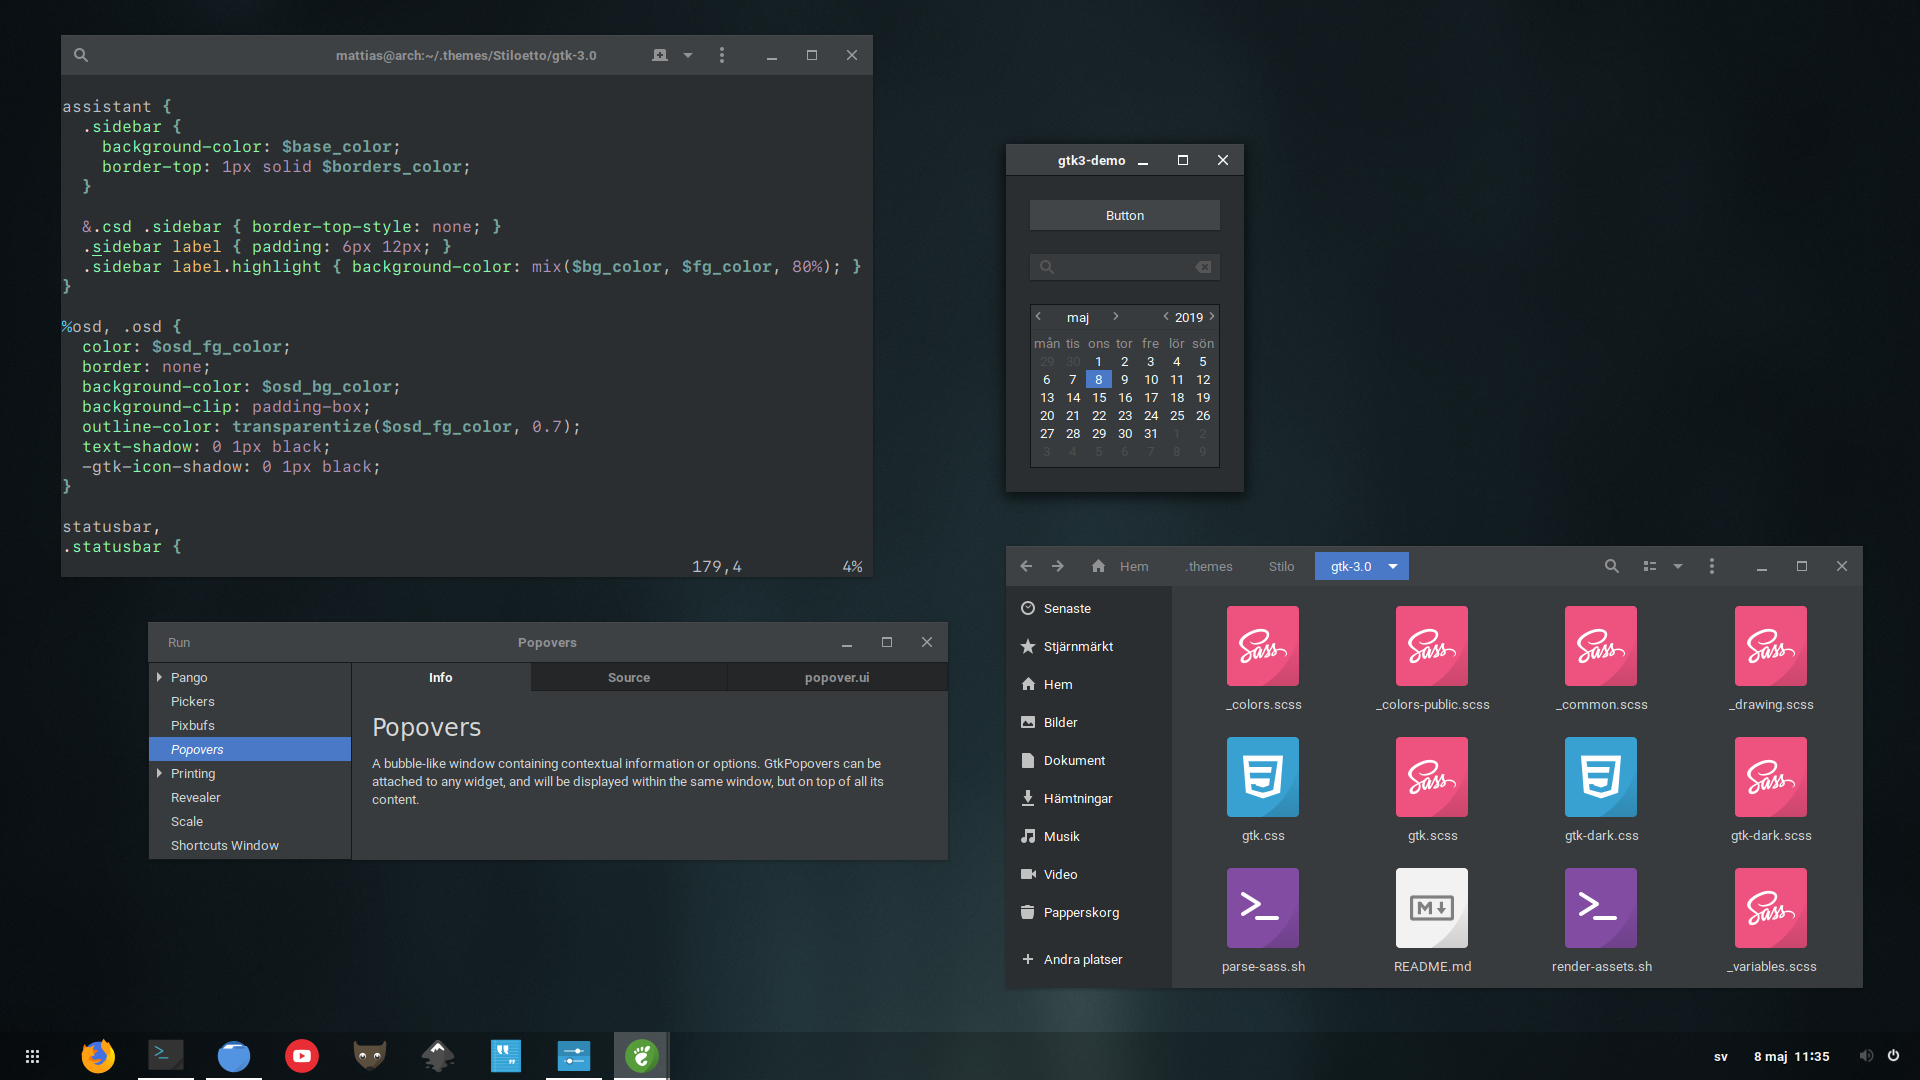 mattias@arch:~/.themes/Stiloetto/gtk-3.0
assistant {
  .sidebar {
    background-color: $base_color;
    border-top: 1px solid $borders_color;
  }
  &.csd .sidebar { border-top-style: none; }
  .sidebar label { padding: 6px 12px; }
  .sidebar label.highlight { background-color: mix($bg_color, $fg_color, 80%); }
}
%osd, .osd {
  color: $osd_fg_color;
  border: none;
  background-color: $osd_bg_color;
  background-clip: padding-box;
  outline-color: transparentize($osd_fg_color, 0.7);
  text-shadow: 0 1px black;
  -gtk-icon-shadow: 0 1px black;
}
statusbar,
.statusbar {
179,4 4%
gtk3-demo
Button
maj 2019
mån tis ons tor fre lör sön
29 30 1 2 3 4 5
6 7 8 9 10 11 12
13 14 15 16 17 18 19
20 21 22 23 24 25 26
27 28 29 30 31 1 2
3 4 5 6 7 8 9
Run Popovers
Pango
Pickers
Pixbufs
Popovers
Printing
Revealer
Scale
Shortcuts Window
Info Source popover.ui
Popovers
A bubble-like window containing contextual information or options. GtkPopovers can be
attached to any widget, and will be displayed within the same window, but on top of all its
content.
Hem .themes Stilo gtk-3.0
Senaste
Stjärnmärkt
Hem
Bilder
Dokument
Hämtningar
Musik
Video
Papperskorg
Andra platser
Sass Sass Sass Sass
_colors.scss _colors-public.scss _common.scss _drawing.scss
Sass Sass
gtk.css gtk.scss gtk-dark.css gtk-dark.scss
M Sass
parse-sass.sh README.md render-assets.sh _variables.scss
sv 8 maj 11:35